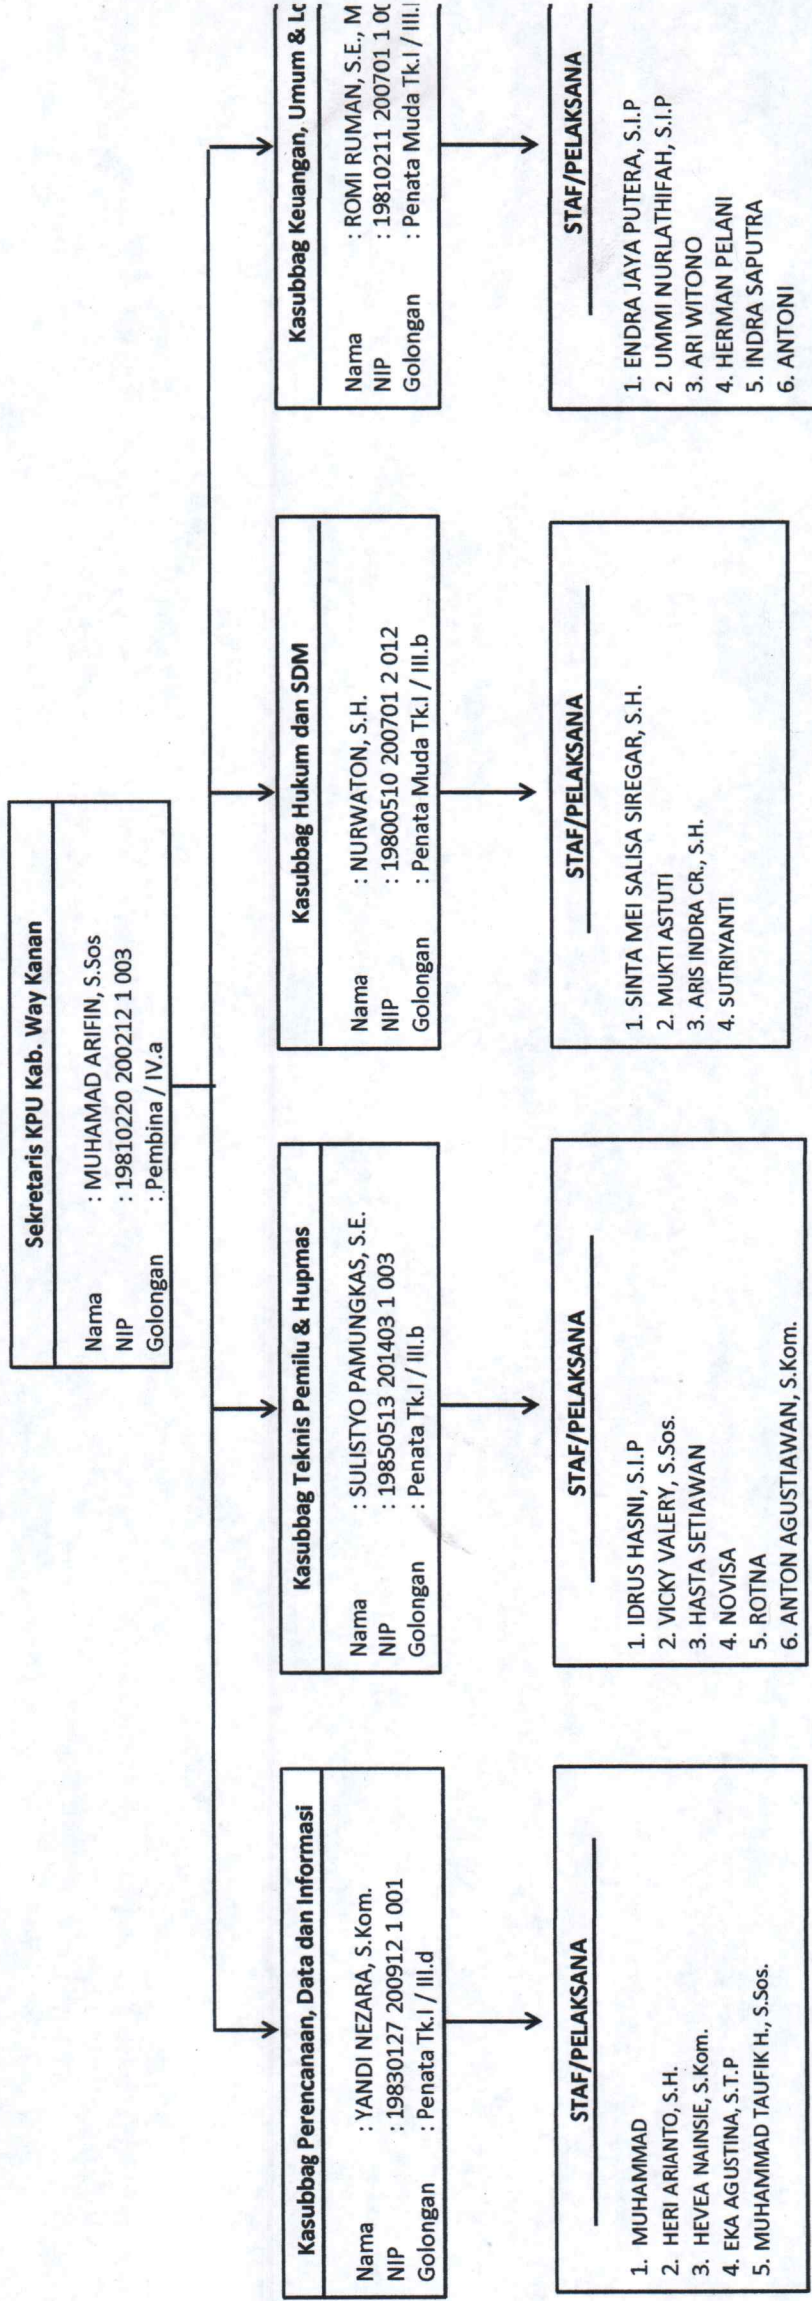 Sekretaris KPU Kab. Way Kanan
Nama : MUHAMAD ARIFIN, S.Sos
NIP : 19810220 200212 1 003
Golongan : Pembina / IV.a
Kasubbag Perencanaan, Data dan Informasi
Nama : YANDI NEZARA, S.Kom.
NIP : 19830127 200912 1 001
Golongan : Penata Tk.I / III.d
STAF/PELAKSANA
1. MUHAMMAD
2. HERI ARIANTO, S.H.
3. HEVEA NAINSIE, S.Kom.
4. EKA AGUSTINA, S.T.P
5. MUHAMMAD TAUFIK H., S.Sos.
Kasubbag Teknis Pemilu & Hupmas
Nama : SULISTYO PAMUNGKAS, S.E.
NIP : 19850513 201403 1 003
Golongan : Penata Tk.I / III.b
STAF/PELAKSANA
1. IDRUS HASNI, S.I.P
2. VICKY VALERY, S.Sos.
3. HASTA SETIAWAN
4. NOVISA
5. ROTNA
6. ANTON AGUSTIAWAN, S.Kom.
Kasubbag Hukum dan SDM
Nama : NURWATON, S.H.
NIP : 19800510 200701 2 012
Golongan : Penata Muda Tk.I / III.b
STAF/PELAKSANA
1. SINTA MEI SALISA SIREGAR, S.H.
2. MUKTI ASTUTI
3. ARIS INDRA CR., S.H.
4. SUTRIYANTI
Kasubbag Keuangan, Umum &
Nama : ROMI RUMAN, S.E.,
NIP : 19810211 200701 1
Golongan : Penata Muda Tk.I /
STAF/PELAKSANA
1. ENDRA JAYA PUTERA, S.I.P
2. UMMI NURLATHIFAH, S.I.P
3. ARI WITONO
4. HERMAN PELANI
5. INDRA SAPUTRA
6. ANTONI